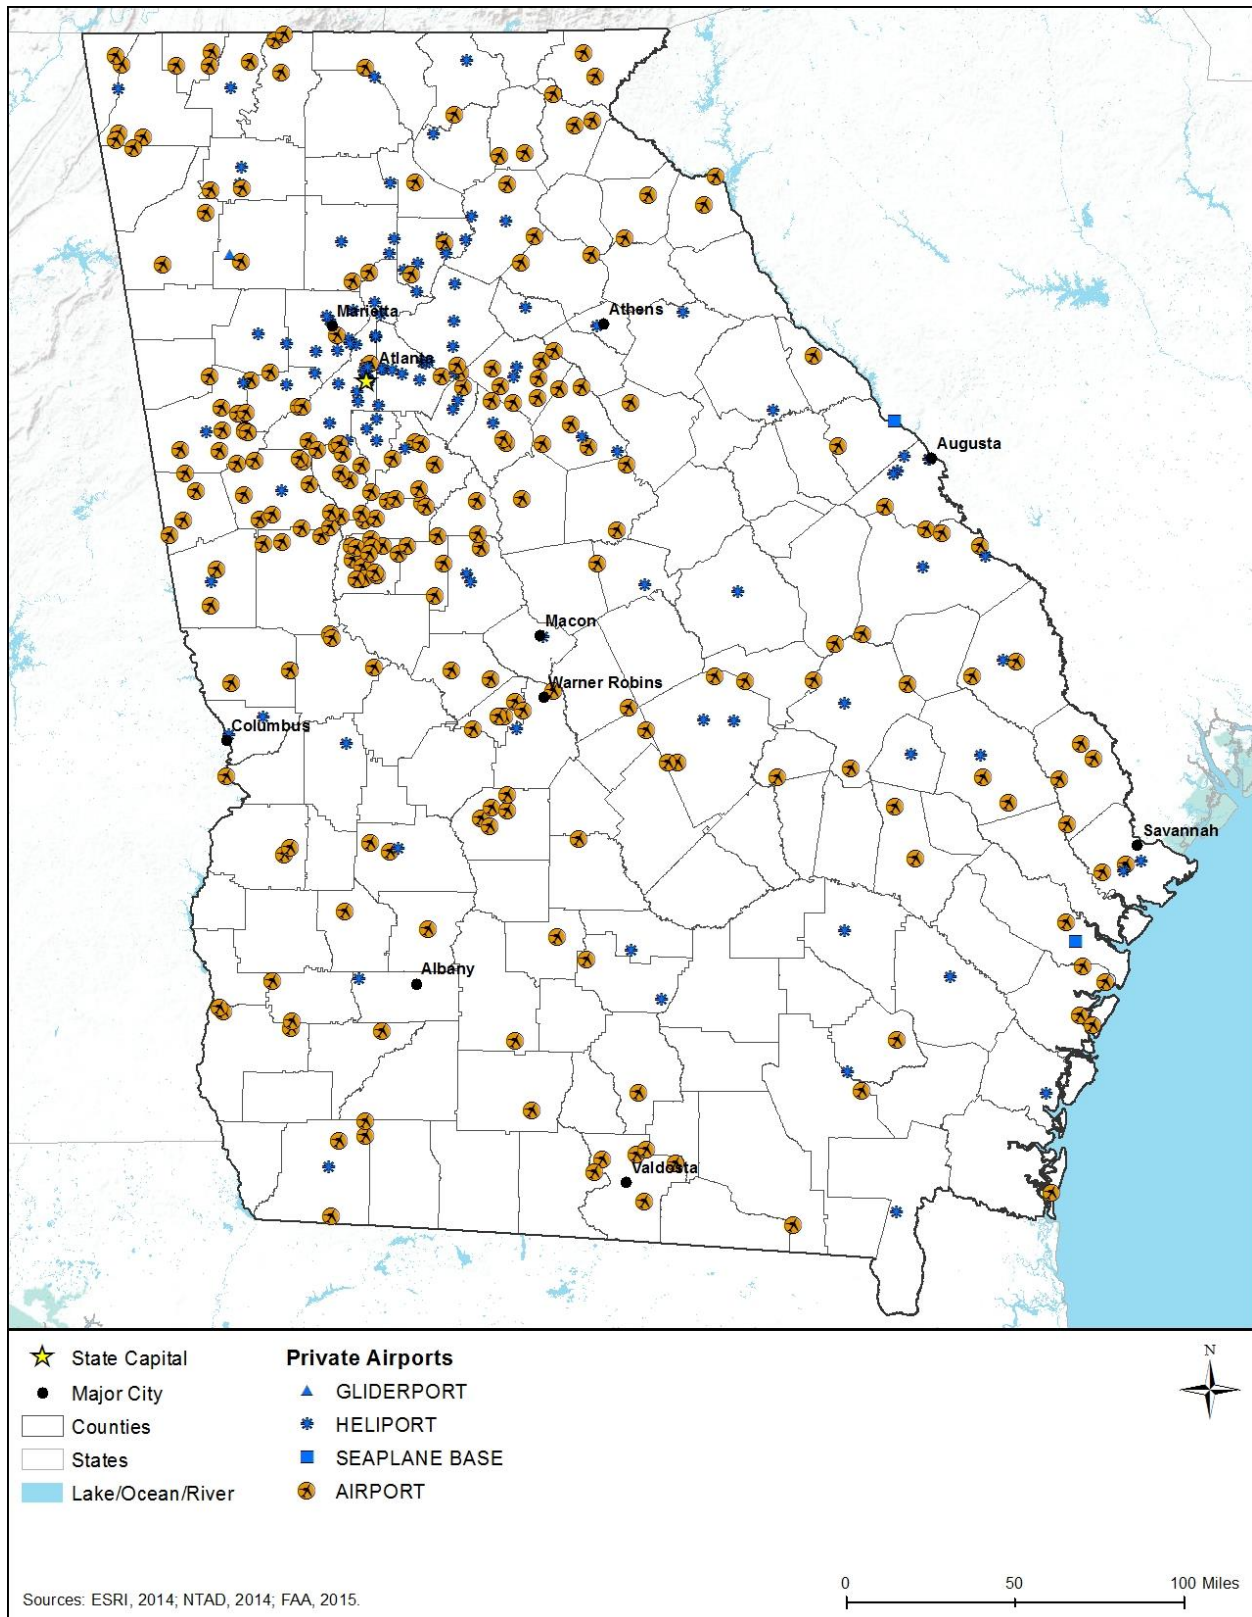 Marietta
Athens
Atlanta
Augusta
Macon
Warner Robins
Columbus
Savannah
Albany
Valdosta
State Capital
Major City
Counties
States
Lake/Ocean/River
Private Airports
GLIDERPORT
HELIPORT
SEAPLANE BASE
AIRPORT
N
0 50 100 Miles
Sources: ESRI, 2014; NTAD, 2014; FAA, 2015.